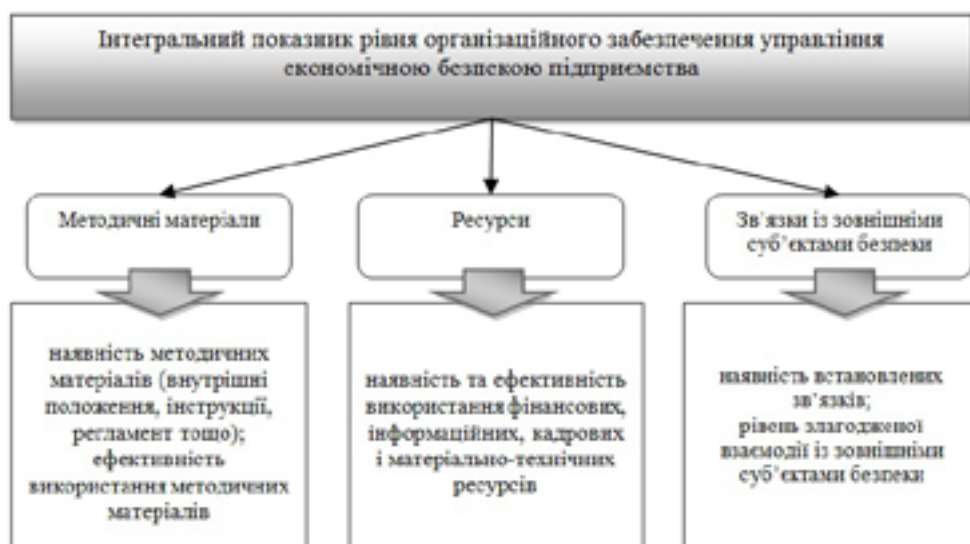 Інтегральний показник рівня організаційного забезпечення управління
економічною безпекою підприємства
Методичні матеріали
Ресурси
Зв'язки із зовнішніми
суб'єктами безпеки
наявність методичних
матеріалів (внутрішні
положення, інструкції,
регламент тощо);
ефективність
використання методичних
матеріалів
наявність та ефективність
використання фінансових,
інформаційних, кадрових
і матеріально-технічних
ресурсів
наявність встановлених
зв'язків;
рівень злагодженої
взаємодії із зовнішніми
суб'єктами безпеки